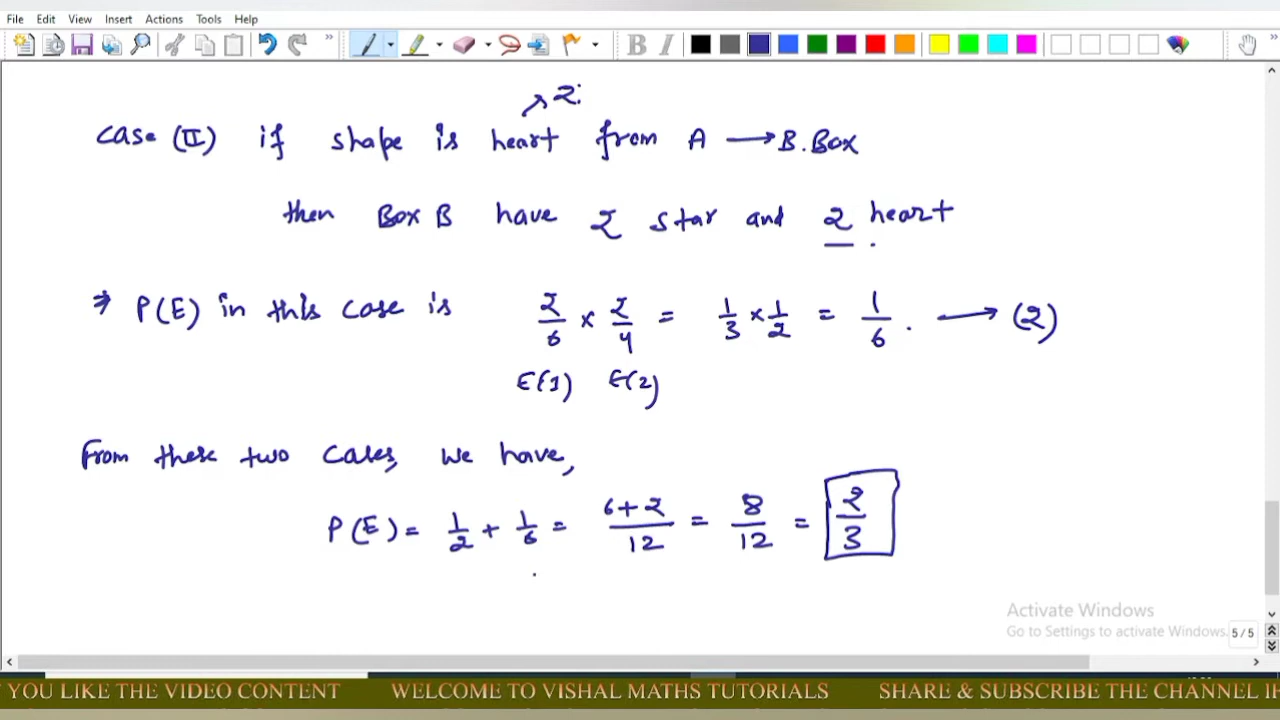 File Edit View Insert Actions Tools Help
B I
2
Case (II) if shape is heart from A → B.Box
then Box B have 2 star and 2 heart
⇒ P(E) in this case is 2/6 × 2/4 = 1/3 × 1/2 = 1/6. → (2)
E(1) E(2)
From these two cases, we have,
P(E) = 1/2 + 1/6 = 6+2/12 = 8/12 = 2/3
Activate Windows
Go to Settings to activate Windows.
5 / 5
YOU LIKE THE VIDEO CONTENT WELCOME TO VISHAL MATHS TUTORIALS SHARE & SUBSCRIBE THE CHANNEL IF